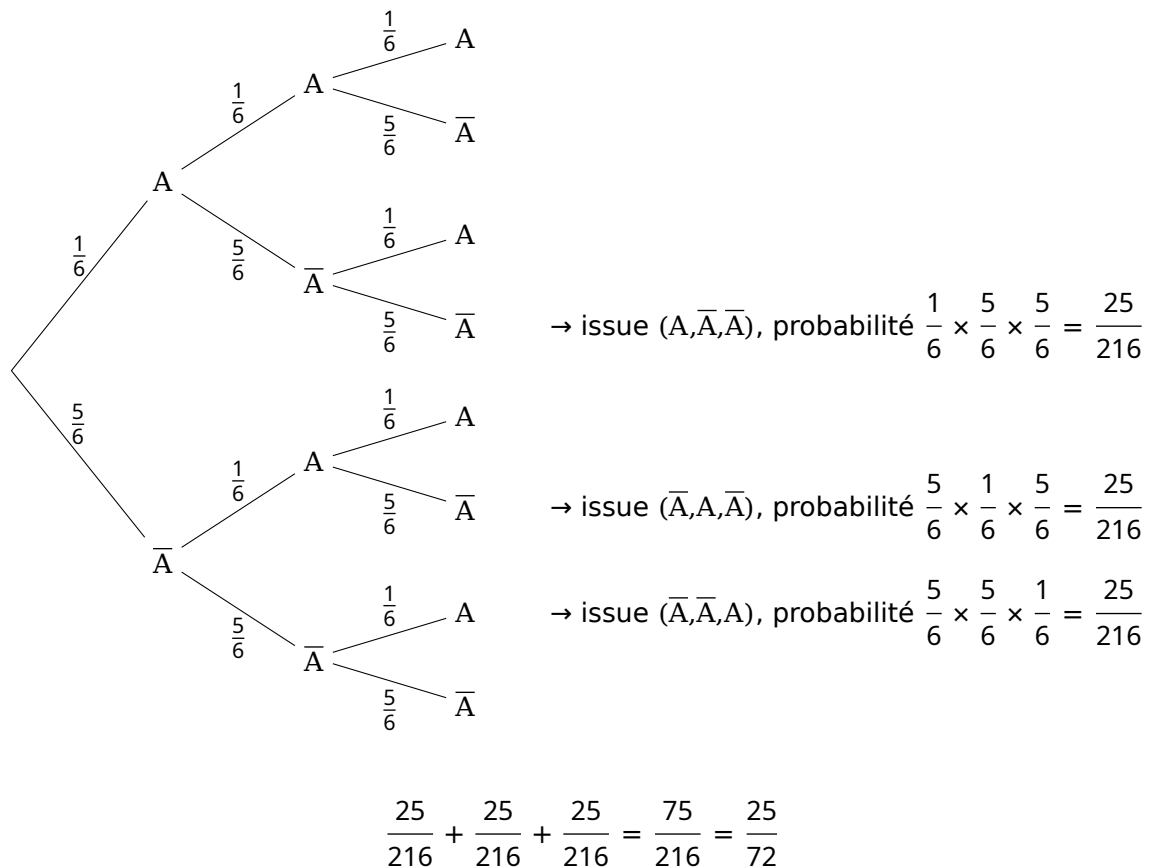 1/6 A
1/6 A
5/6 A̅
A
1/6
1/6 A
5/6 A̅
5/6 A̅ → issue (A,A̅,A̅), probabilité 1/6 × 5/6 × 5/6 = 25/216
1/6 A
5/6
1/6 A
5/6 A̅ → issue (A̅,A,A̅), probabilité 5/6 × 1/6 × 5/6 = 25/216
A̅
1/6 A → issue (A̅,A̅,A), probabilité 5/6 × 5/6 × 1/6 = 25/216
5/6 A̅
5/6 A̅
25/216 + 25/216 + 25/216 = 75/216 = 25/72